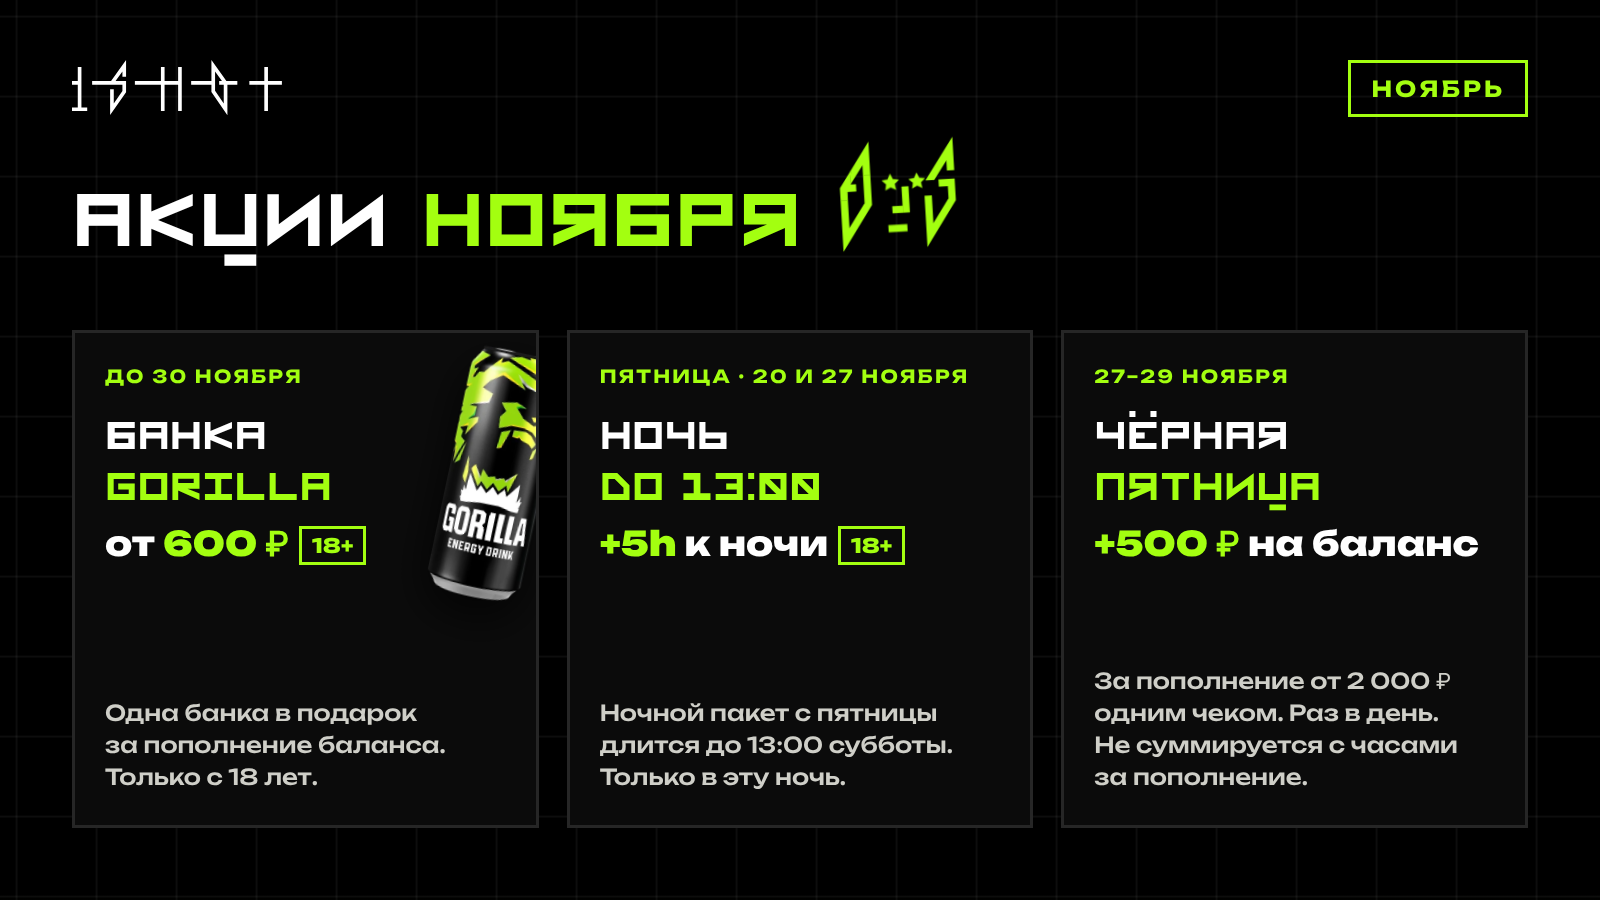 1SHOT
НОЯБРЬ
АКЦИИ НОЯБРЯ
ДО 30 НОЯБРЯ
БАНКА
GORILLA
от 600 ₽ 18+
GORILLA
ENERGY DRINK
Одна банка в подарок
за пополнение баланса.
Только с 18 лет.
ПЯТНИЦА · 20 И 27 НОЯБРЯ
НОЧЬ
DO 13:00
+5h к ночи 18+
Ночной пакет с пятницы
длится до 13:00 субботы.
Только в эту ночь.
27–29 НОЯБРЯ
ЧЁРНАЯ
ПЯТНИЦА
+500 ₽ на баланс
За пополнение от 2 000 ₽
одним чеком. Раз в день.
Не суммируется с часами
за пополнение.